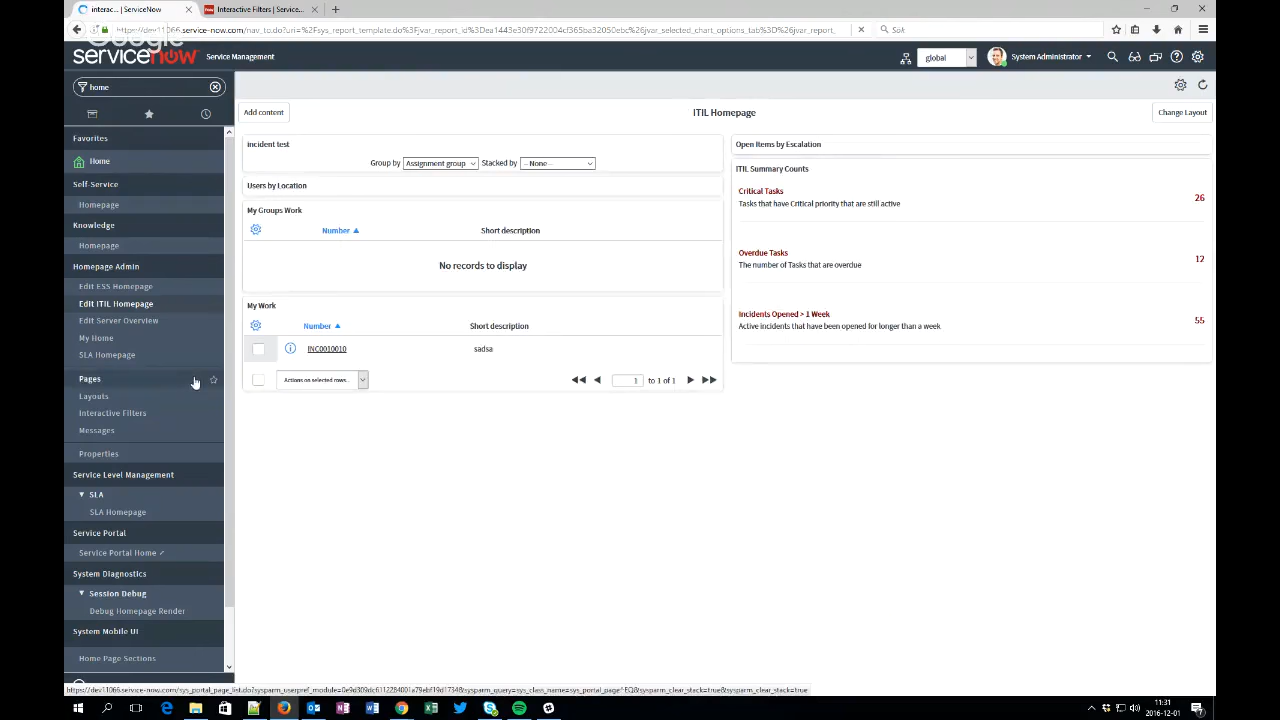 interac... | ServiceNow
Interactive Filters | Service...
https://dev11066.service-now.com/nav_to.do?uri=%2Fsys_report_template.do%3Fjvar_report_id%3Dea1443e30f9722004cf365ba32050ebc%26jvar_selected_chart_options_tab%3D%26jvar_report_
Sök
Google
servicenow Service Management
global
System Administrator
home
Add content
ITIL Homepage
Change Layout
Favorites
Home
Self-Service
Homepage
Knowledge
Homepage
Homepage Admin
Edit ESS Homepage
Edit ITIL Homepage
Edit Server Overview
My Home
SLA Homepage
Pages
Layouts
Interactive Filters
Messages
Properties
Service Level Management
SLA
SLA Homepage
Service Portal
Service Portal Home
System Diagnostics
Session Debug
Debug Homepage Render
System Mobile UI
Home Page Sections
incident test
Group by Assignment group Stacked by -- None --
Users by Location
My Groups Work
Number Short description
No records to display
My Work
Number Short description
INC0010010 sadsa
Actions on selected rows... 1 to 1 of 1
Open Items by Escalation
ITIL Summary Counts
Critical Tasks 26
Tasks that have Critical priority that are still active
Overdue Tasks 12
The number of Tasks that are overdue
Incidents Opened > 1 Week 55
Active incidents that have been opened for longer than a week
https://dev11066.service-now.com/sys_portal_page_list.do?sysparm_userpref_module=0e9d309dc6112284001a79ebf19d17348&sysparm_query=sys_class_name=sys_portal_page^EQ&sysparm_clear_stack=true&sysparm_clear_stack=true
11:31
2016-12-01